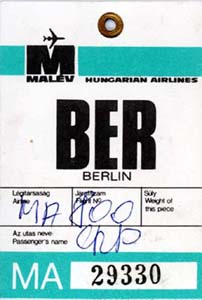 M
MALÉV HUNGARIAN AIRLINES
BER
BERLIN
Légitársaság Járatszám Súly
Airline Flight No Weight of
this piece
MA 800
Az utas neve
Passenger's name
MA 29330